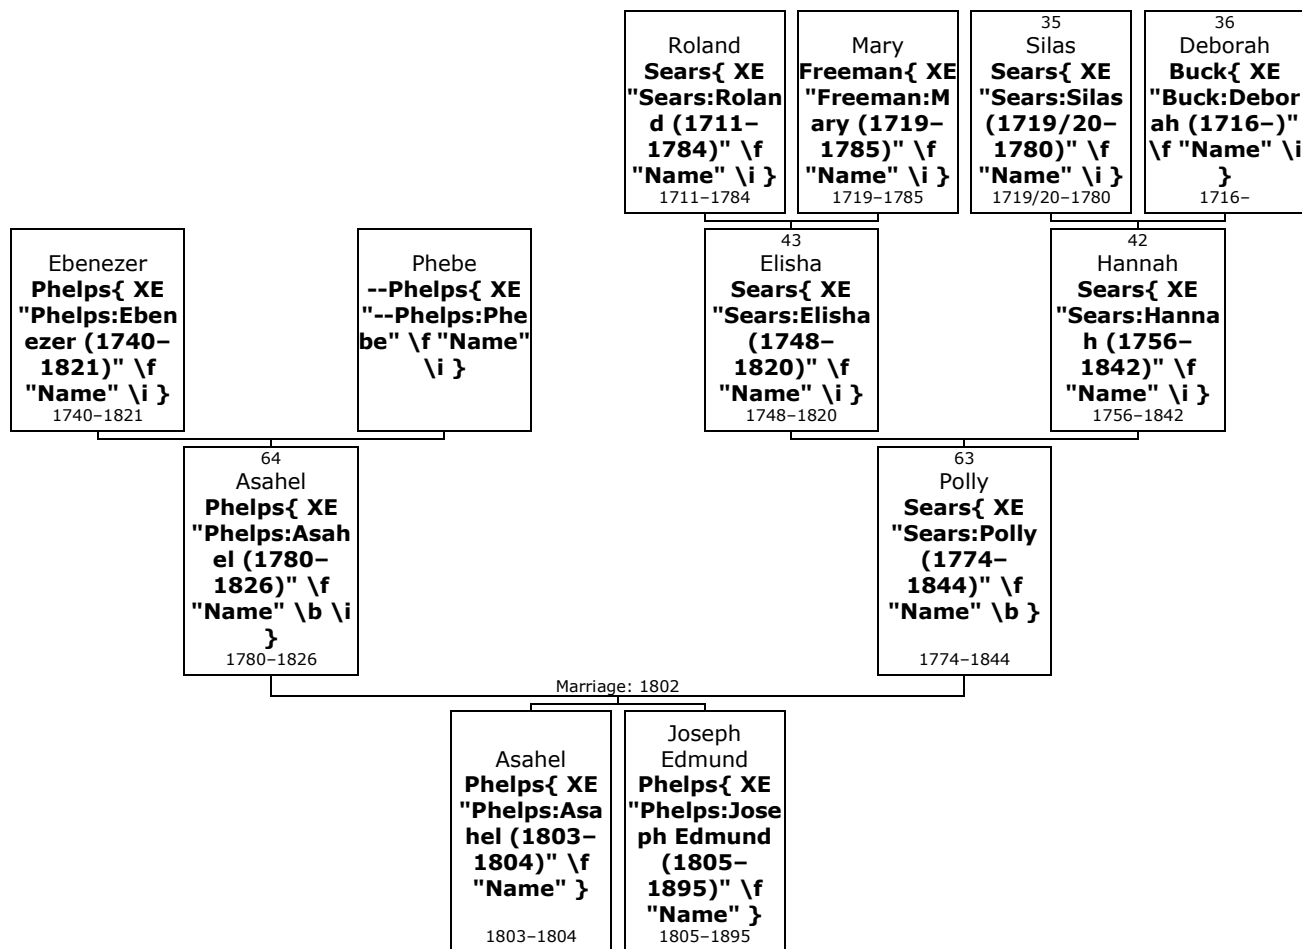 Roland
Sears{ XE
"Sears:Rolan
d (1711–
1784)" \f
"Name" \i }
1711–1784
Mary
Freeman{ XE
"Freeman:M
ary (1719–
1785)" \f
"Name" \i }
1719–1785
35
Silas
Sears{ XE
"Sears:Silas
(1719/20–
1780)" \f
"Name" \i }
1719/20–1780
36
Deborah
Buck{ XE
"Buck:Debor
ah (1716–)"
\f "Name" \i
}
1716–
Ebenezer
Phelps{ XE
"Phelps:Eben
ezer (1740–
1821)" \f
"Name" \i }
1740–1821
Phebe
--Phelps{ XE
"--Phelps:Phe
be" \f "Name"
\i }
43
Elisha
Sears{ XE
"Sears:Elisha
(1748–
1820)" \f
"Name" \i }
1748–1820
42
Hannah
Sears{ XE
"Sears:Hanna
h (1756–
1842)" \f
"Name" \i }
1756–1842
64
Asahel
Phelps{ XE
"Phelps:Asah
el (1780–
1826)" \f
"Name" \b \i
}
1780–1826
63
Polly
Sears{ XE
"Sears:Polly
(1774–
1844)" \f
"Name" \b }
1774–1844
Marriage: 1802
Asahel
Phelps{ XE
"Phelps:Asa
hel (1803–
1804)" \f
"Name" }
1803–1804
Joseph
Edmund
Phelps{ XE
"Phelps:Jose
ph Edmund
(1805–
1895)" \f
"Name" }
1805–1895